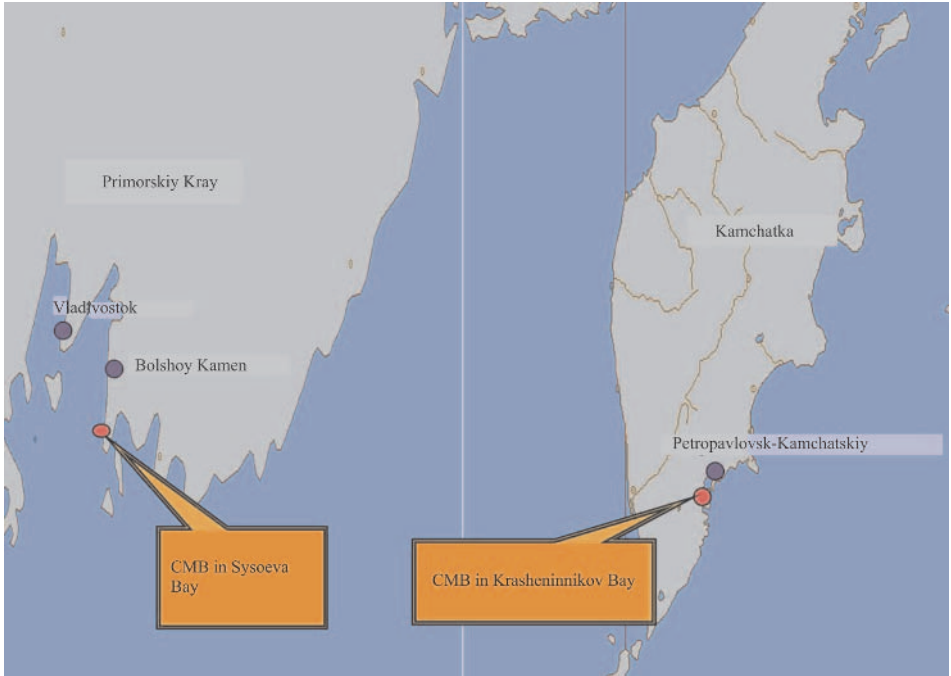 Primorskiy Kray
Kamchatka
Vladivostok
Bolshoy Kamen
Petropavlovsk-Kamchatskiy
CMB in Sysoeva
Bay
CMB in Krasheninnikov Bay